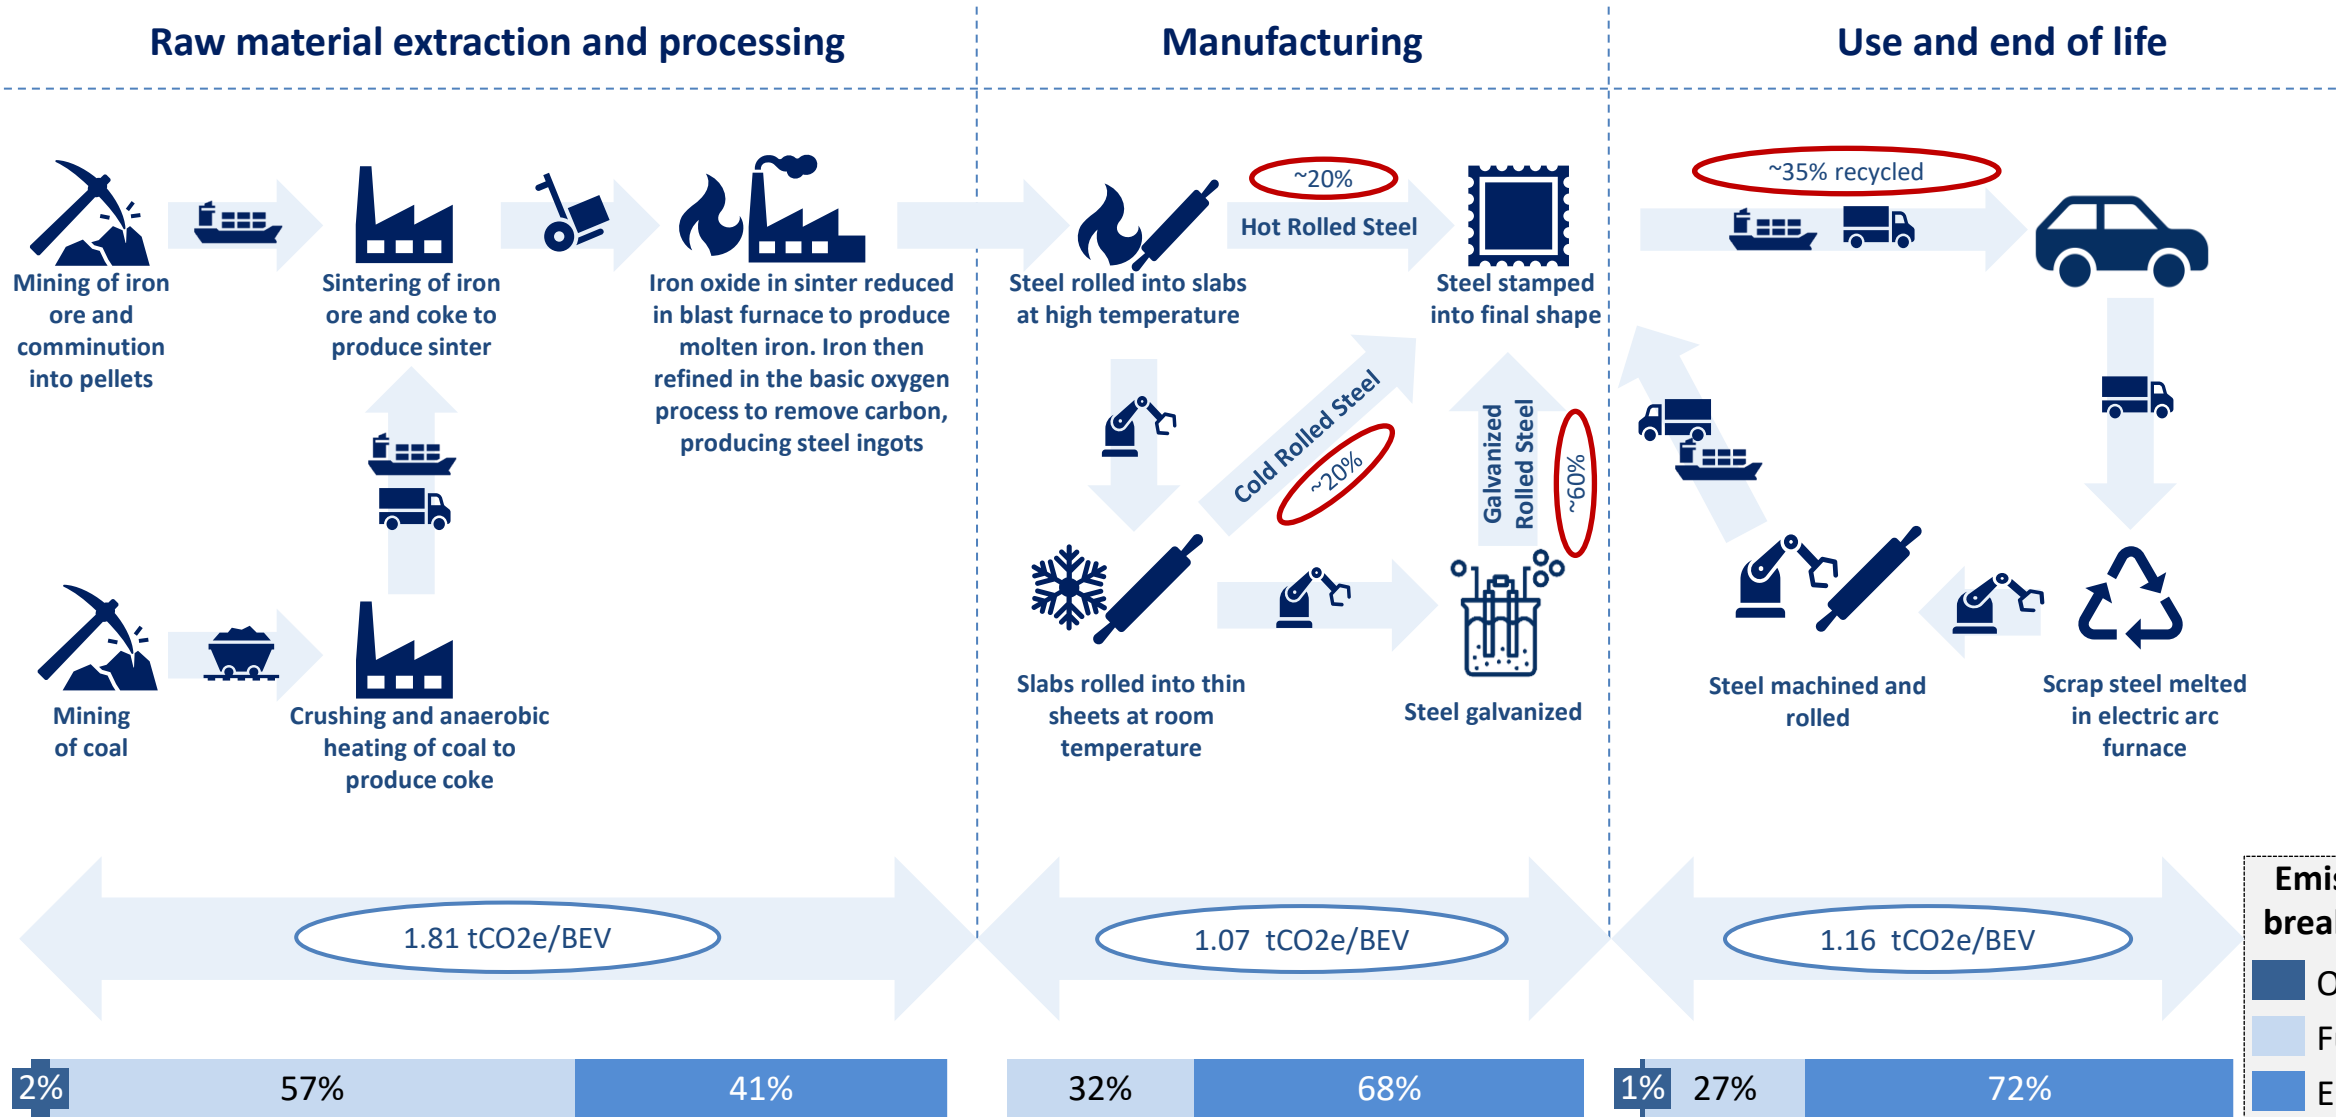 Raw material extraction and processing
Manufacturing
Use and end of life
Mining of iron
ore and
comminution
into pellets
Sintering of iron
ore and coke to
produce sinter
Iron oxide in sinter reduced
in blast furnace to produce
molten iron. Iron then
refined in the basic oxygen
process to remove carbon,
producing steel ingots
Mining
of coal
Crushing and anaerobic
heating of coal to
produce coke
Steel rolled into slabs
at high temperature
~20%
Hot Rolled Steel
Steel stamped
into final shape
Cold Rolled Steel
~20%
Galvanized
Rolled Steel
~60%
Slabs rolled into thin
sheets at room
temperature
Steel galvanized
~35% recycled
Steel machined and
rolled
Scrap steel melted
in electric arc
furnace
1.81 tCO2e/BEV
1.07 tCO2e/BEV
1.16 tCO2e/BEV
2%
57%
41%
32%
68%
1%
27%
72%